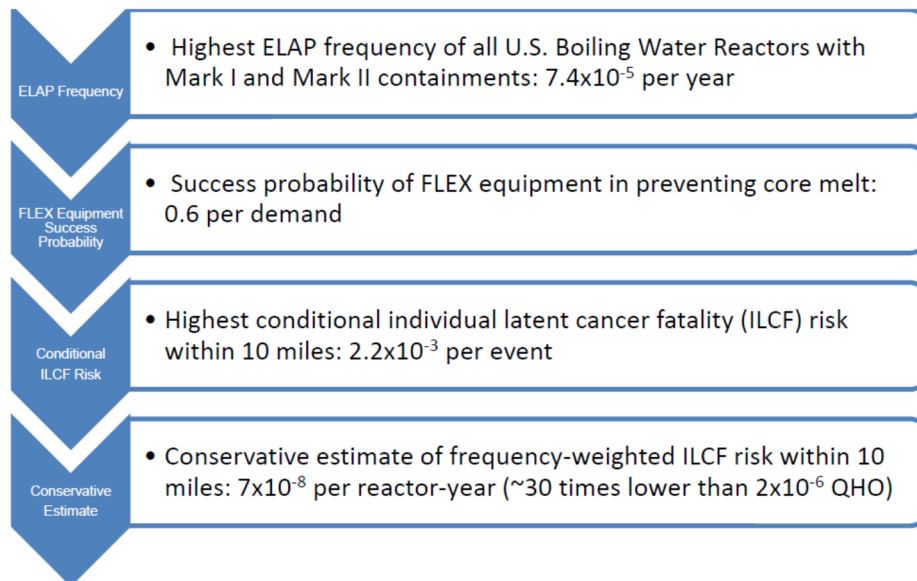 ELAP Frequency
• Highest ELAP frequency of all U.S. Boiling Water Reactors with
Mark I and Mark II containments: 7.4x10⁻⁵ per year
FLEX Equipment
Success
Probability
• Success probability of FLEX equipment in preventing core melt:
0.6 per demand
Conditional
ILCF Risk
• Highest conditional individual latent cancer fatality (ILCF) risk
within 10 miles: 2.2x10⁻³ per event
Conservative
Estimate
• Conservative estimate of frequency-weighted ILCF risk within 10
miles: 7x10⁻⁸ per reactor-year (~30 times lower than 2x10⁻⁶ QHO)